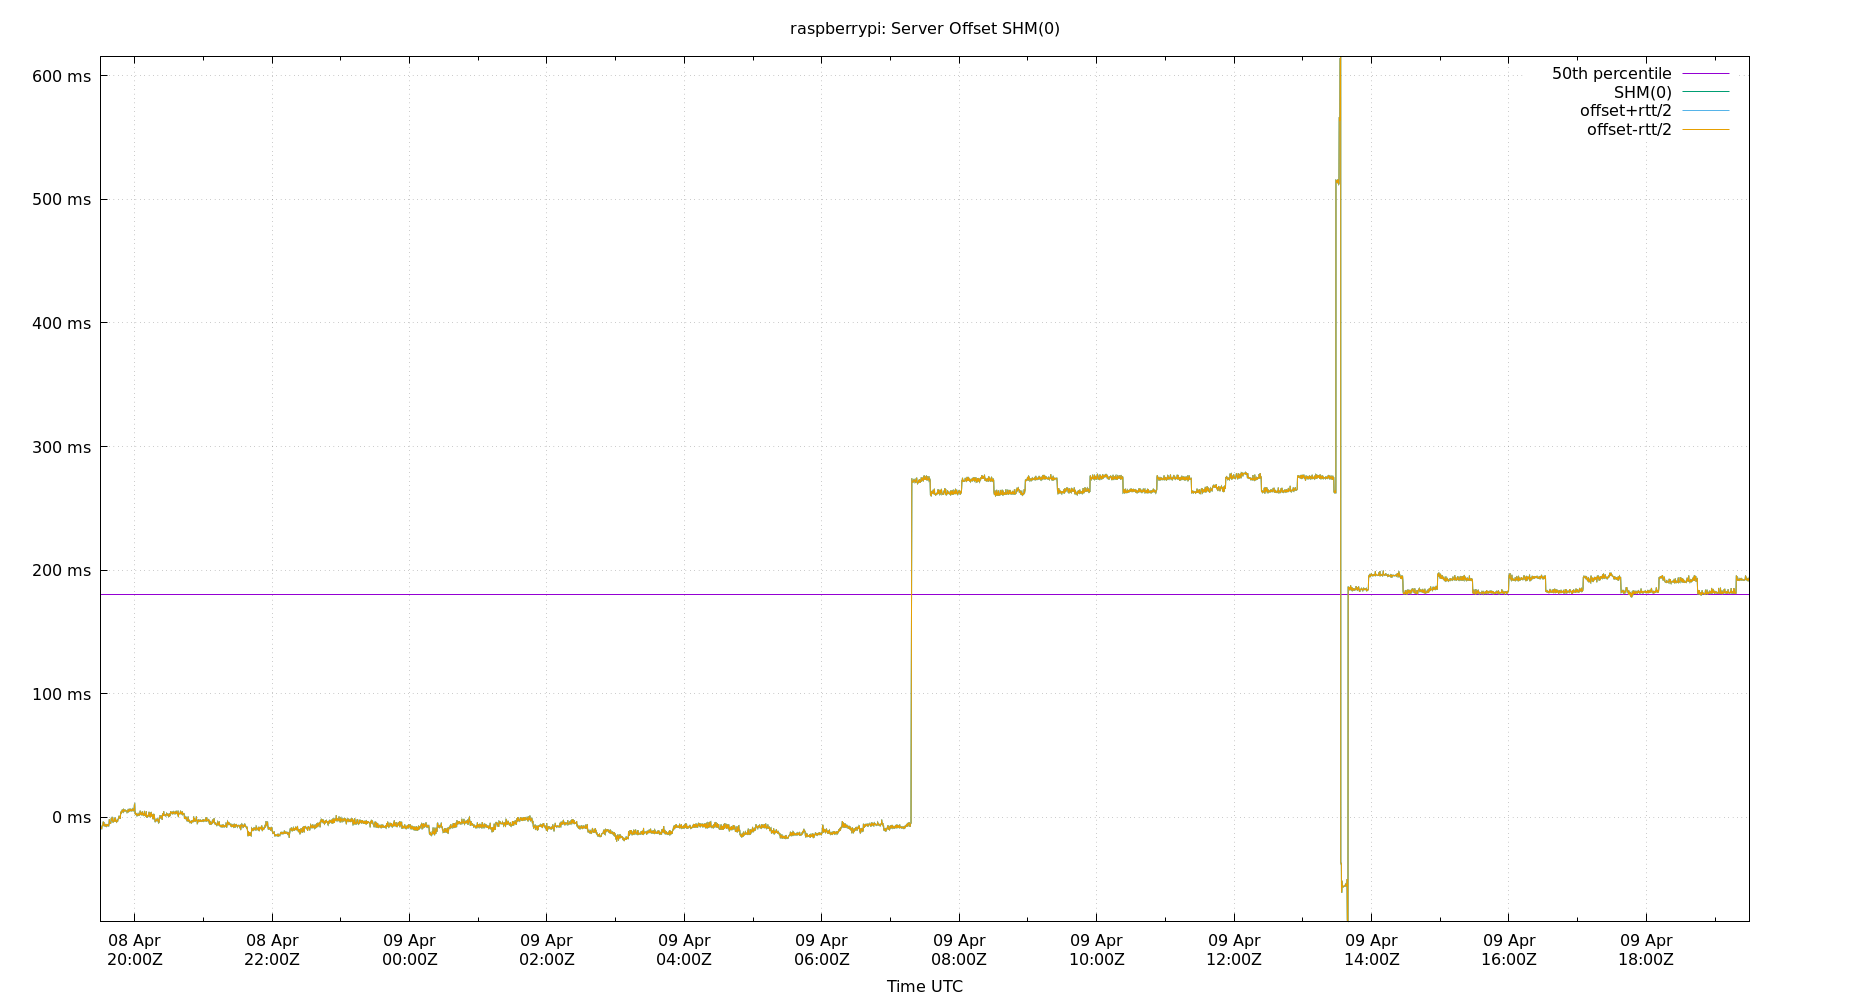 raspberrypi: Server Offset SHM(0)
600 ms
500 ms
400 ms
300 ms
200 ms
100 ms
0 ms
50th percentile
SHM(0)
offset+rtt/2
offset-rtt/2
08 Apr 08 Apr 09 Apr 09 Apr 09 Apr 09 Apr 09 Apr 09 Apr 09 Apr 09 Apr 09 Apr 09 Apr
20:00Z 22:00Z 00:00Z 02:00Z 04:00Z 06:00Z 08:00Z 10:00Z 12:00Z 14:00Z 16:00Z 18:00Z
Time UTC